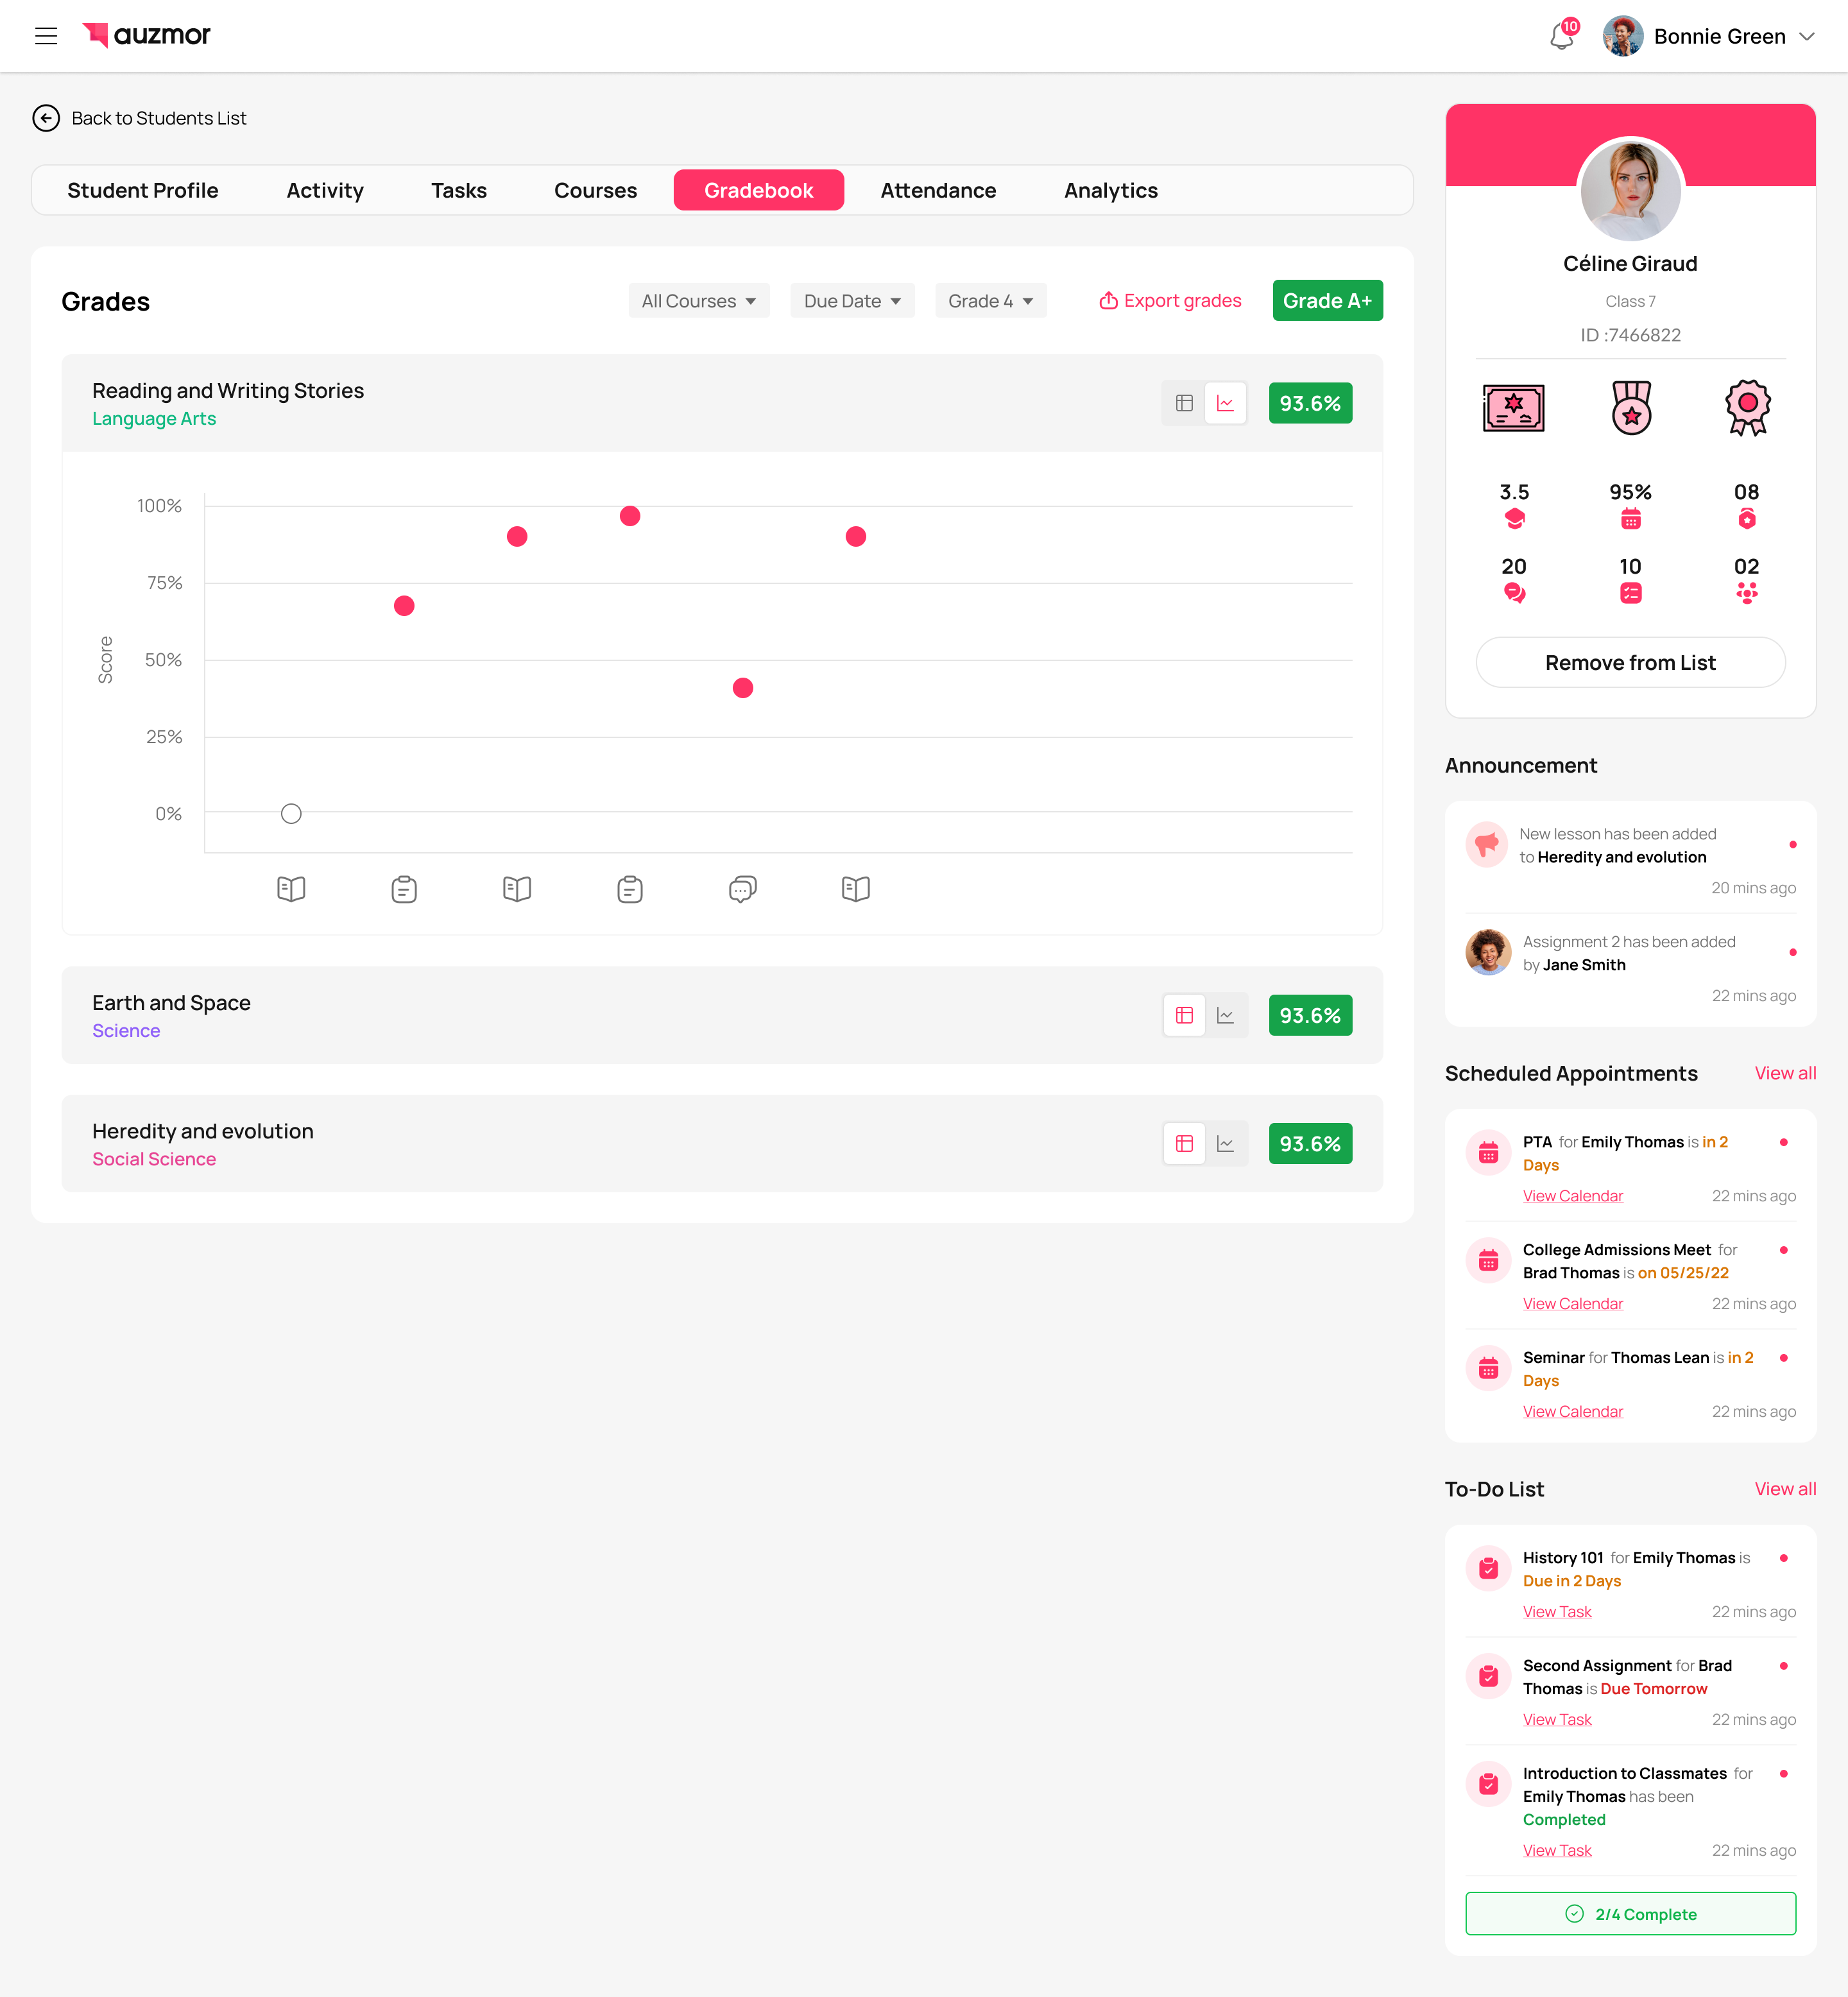 auzmor
10
Bonnie Green
Back to Students List
Student Profile
Activity
Tasks
Courses
Gradebook
Attendance
Analytics
Grades
All Courses
Due Date
Grade 4
Export grades
Grade A+
Reading and Writing Stories
Language Arts
93.6%
Score
100%
75%
50%
25%
0%
Earth and Space
Science
93.6%
Heredity and evolution
Social Science
93.6%
Céline Giraud
Class 7
ID :7466822
3.5
95%
08
20
10
02
Remove from List
Announcement
New lesson has been added
to Heredity and evolution
20 mins ago
Assignment 2 has been added
by Jane Smith
22 mins ago
Scheduled Appointments
View all
PTA for Emily Thomas is in 2
Days
View Calendar
22 mins ago
College Admissions Meet for
Brad Thomas is on 05/25/22
View Calendar
22 mins ago
Seminar for Thomas Lean is in 2
Days
View Calendar
22 mins ago
To-Do List
View all
History 101 for Emily Thomas is
Due in 2 Days
View Task
22 mins ago
Second Assignment for Brad
Thomas is Due Tomorrow
View Task
22 mins ago
Introduction to Classmates for
Emily Thomas has been
Completed
View Task
22 mins ago
2/4 Complete